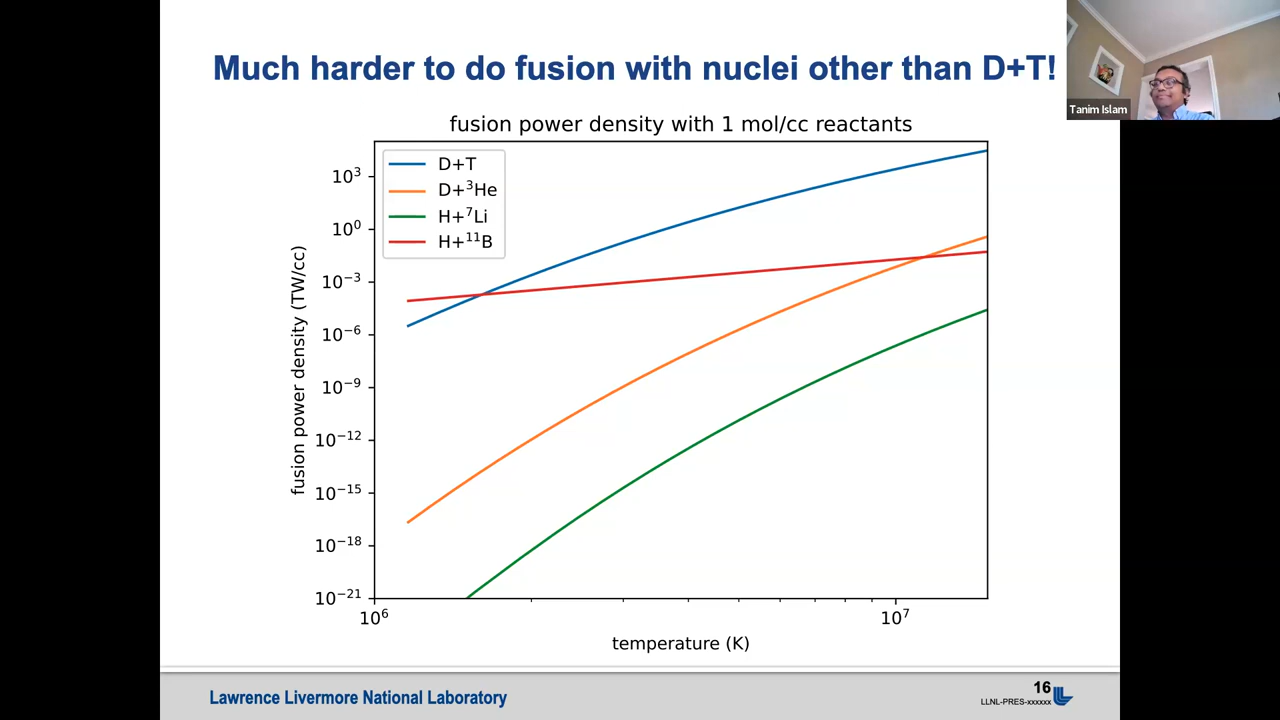 Much harder to do fusion with nuclei other than D+T!
Tanim Islam
fusion power density with 1 mol/cc reactants
D+T
D+³He
H+⁷Li
H+¹¹B
fusion power density (TW/cc)
10³
10⁰
10⁻³
10⁻⁶
10⁻⁹
10⁻¹²
10⁻¹⁵
10⁻¹⁸
10⁻²¹
10⁶
10⁷
temperature (K)
Lawrence Livermore National Laboratory
16
LLNL-PRES-xxxxxx